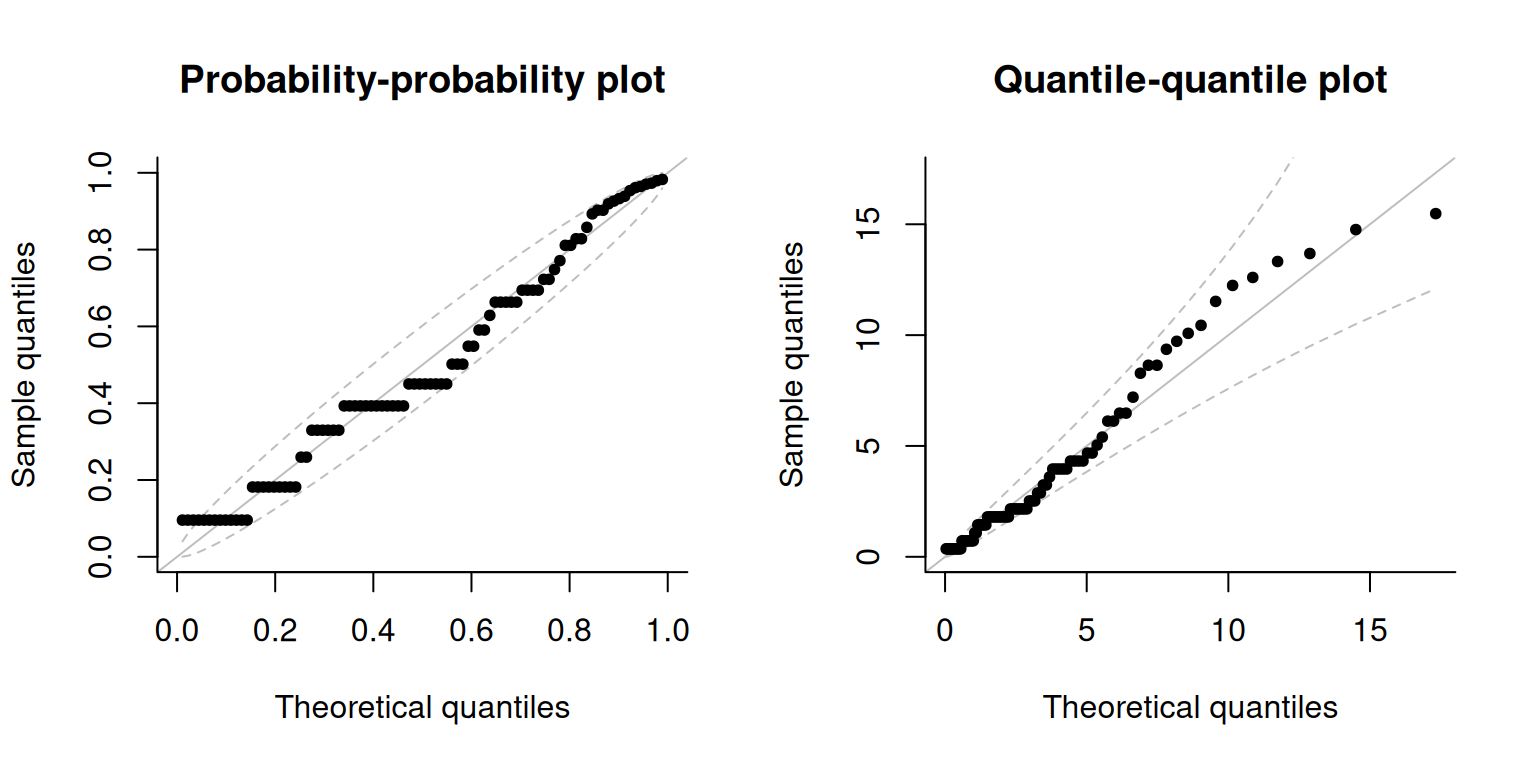 Probability-probability plot
Sample quantiles
1.0
0.8
0.6
0.4
0.2
0.0
0.0 0.2 0.4 0.6 0.8 1.0
Theoretical quantiles
Quantile-quantile plot
Sample quantiles
15
10
5
0
0 5 10 15
Theoretical quantiles